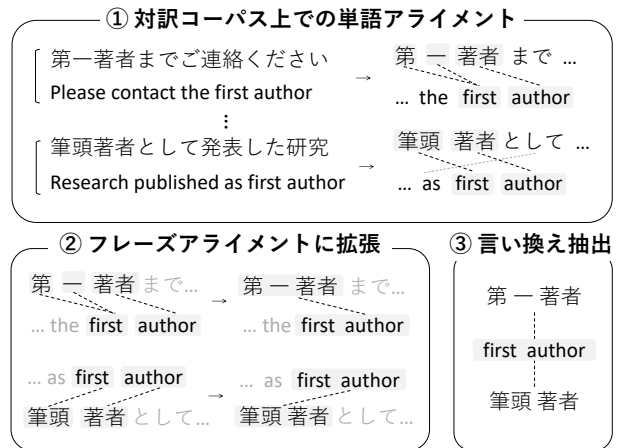 ① 対訳コーパス上での単語アライメント
第一著者までご連絡ください
Please contact the first author
⋮
筆頭著者として発表した研究
Research published as first author
→
第 一 著者 まで ...
... the first author
→
筆頭 著者 として ...
... as first author
② フレーズアライメントに拡張
第 一 著者 まで...
... the first author
→
第 一 著者 まで...
... the first author
... as first author
筆頭 著者 として...
→
... as first author
筆頭 著者 として...
③ 言い換え抽出
第 一 著者
first author
筆頭 著者